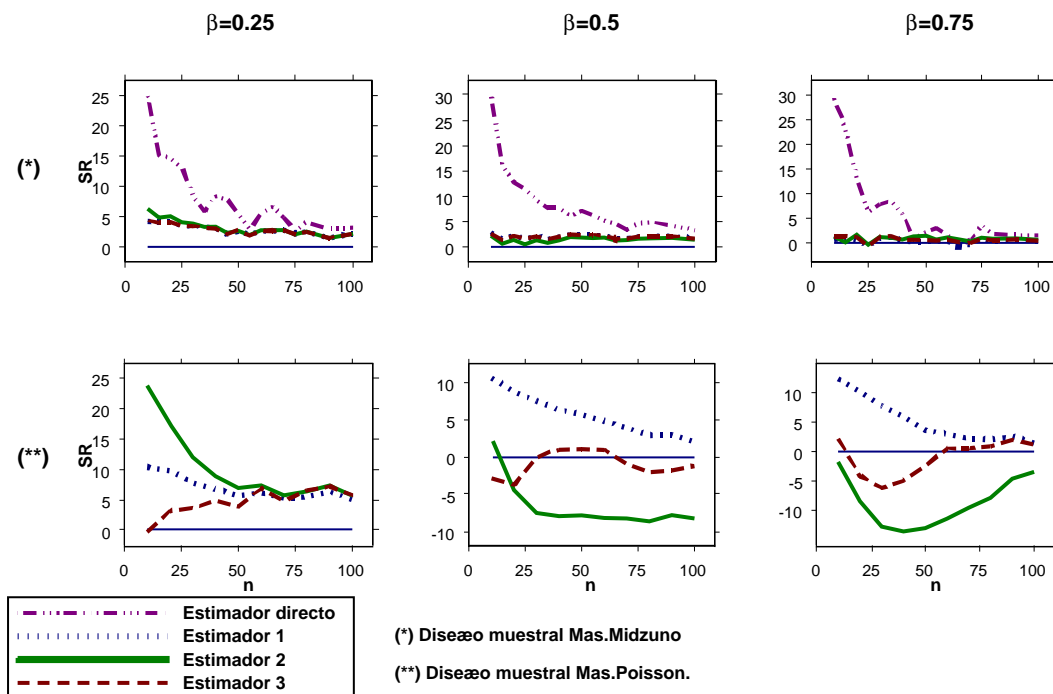 β=0.25 β=0.5 β=0.75
(*)
SR
25
20
15
10
5
0
0 25 50 75 100
30
25
20
15
10
5
0
0 25 50 75 100
30
25
20
15
10
5
0
0 25 50 75 100
(**)
SR
25
20
15
10
5
0
0 25 50 75 100
n
10
5
0
-5
-10
0 25 50 75 100
n
10
5
0
-5
-10
0 25 50 75 100
n
Estimador directo
Estimador 1
Estimador 2
Estimador 3
(*) Diseæo muestral Mas.Midzuno
(**) Diseæo muestral Mas.Poisson.